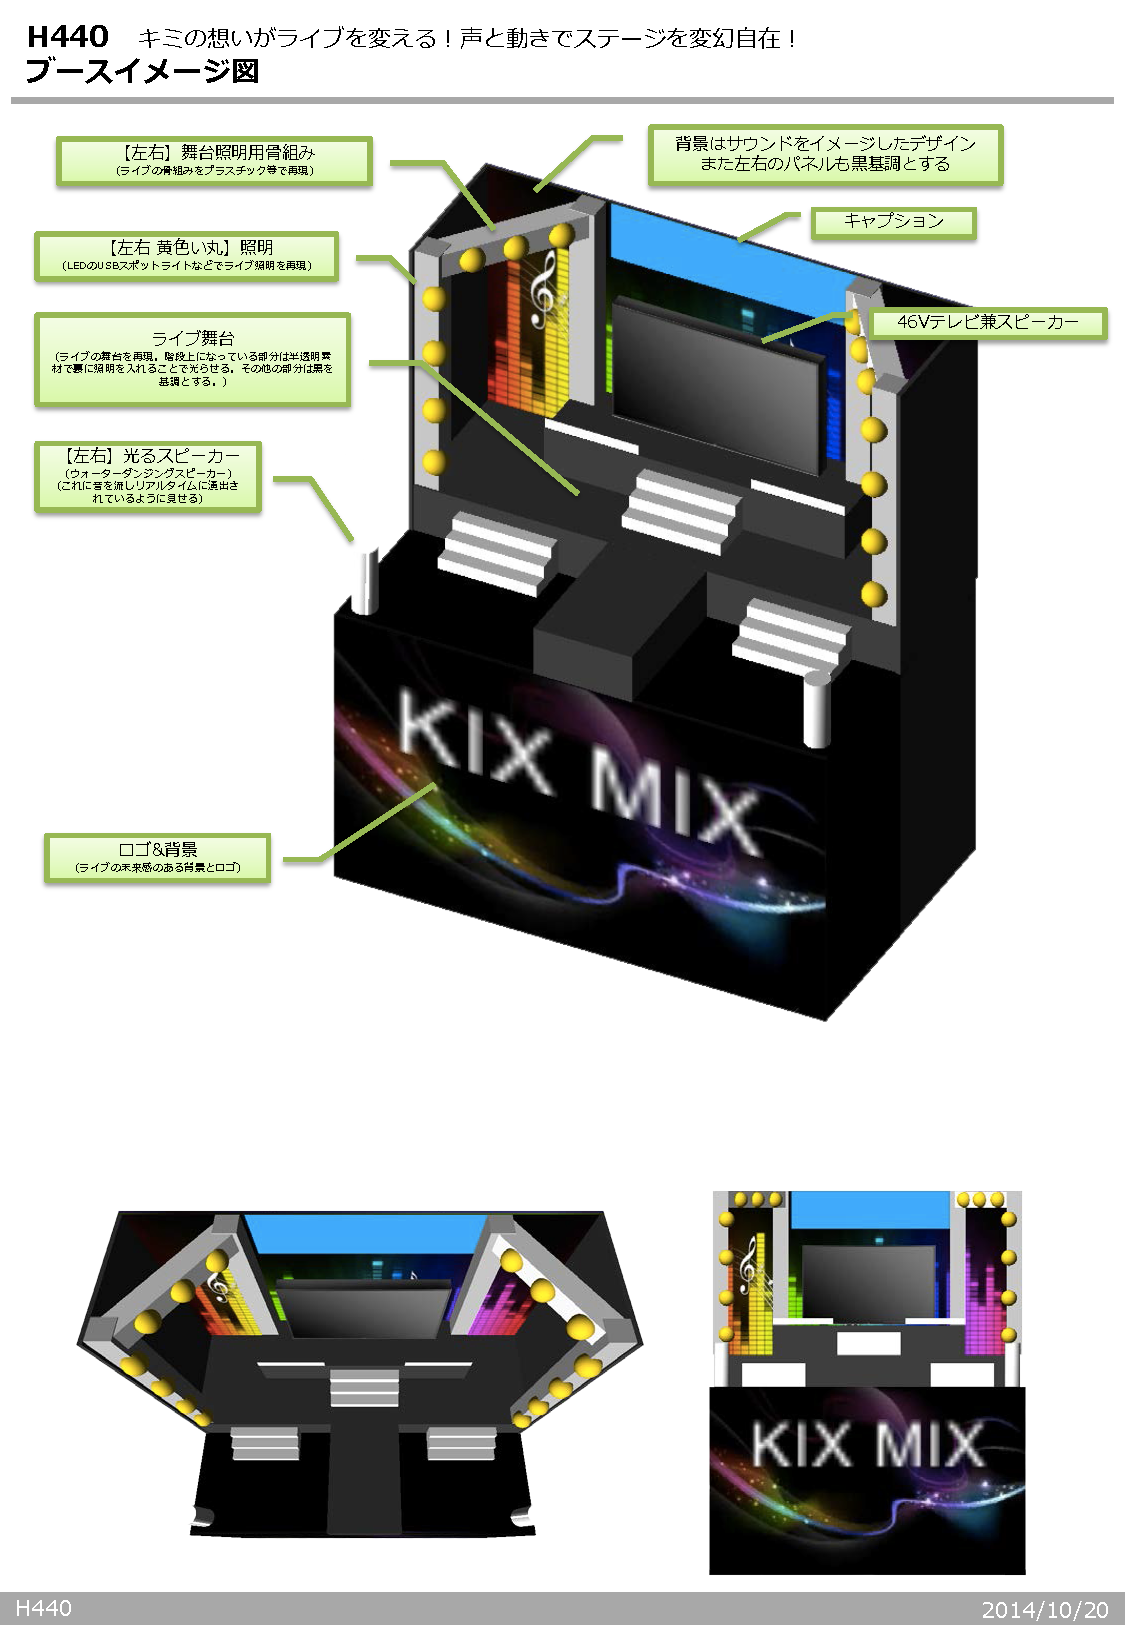 H440 キミの想いがライブを変える！声と動きでステージを変幻自在！
ブースイメージ図
【左右】舞台照明用骨組み
（ライブの骨組みをプラスチック等で再現）
背景はサウンドをイメージしたデザイン
また左右のパネルも黒基調とする
キャプション
【左右 黄色い丸】照明
（LEDのUSBスポットライトなどでライブ照明を再現）
46Vテレビ兼スピーカー
ライブ舞台
（ライブの舞台を再現。階段上になっている部分は半透明素
材で裏に照明を入れることで光らせる。その他の部分は黒を
基調とする。）
【左右】光るスピーカー
（ウォーターダンジングスピーカー）
（これに音を流しリアルタイムに演出さ
れているように見せる）
KIX MIX
ロゴ&背景
（ライブの未来感のある背景とロゴ）
KIX MIX
H440
2014/10/20